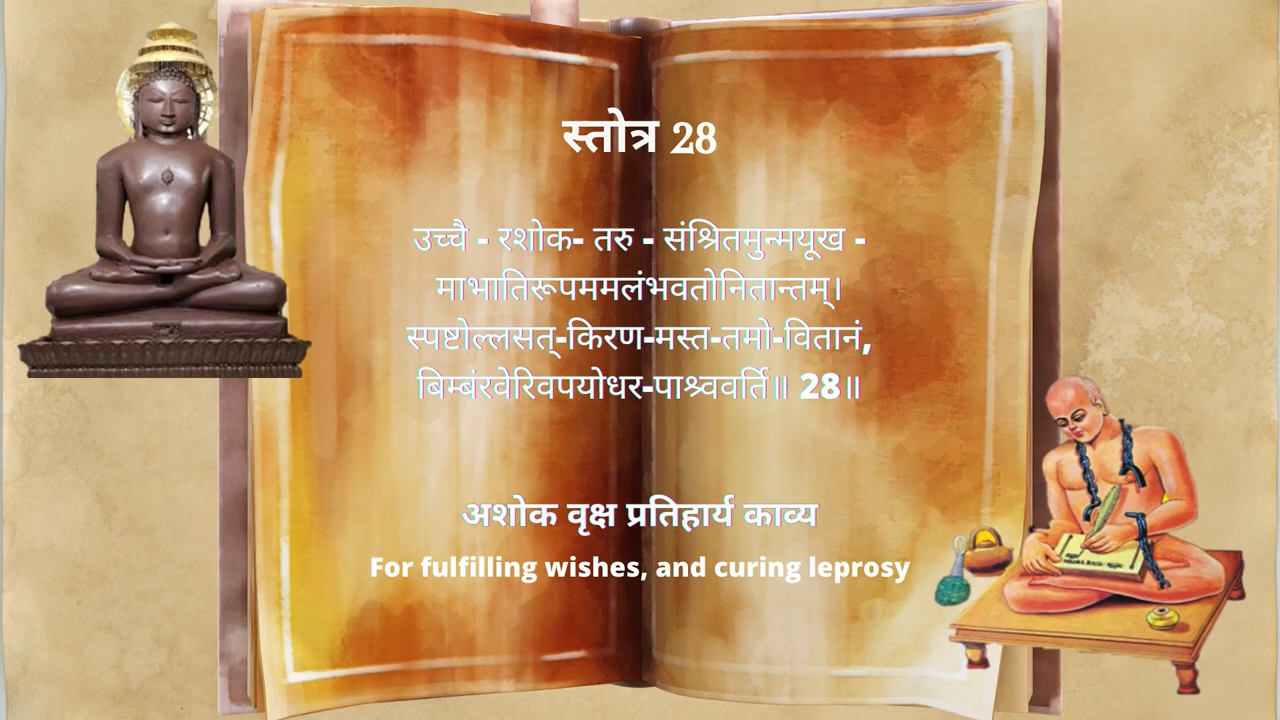 स्तोत्र 28
उच्चै - रशोक- तरु - संश्रितमुन्मयूख -
माभातिरूपममलंभवतोनितान्तम्।
स्पष्टोल्लसत्-किरण-मस्त-तमो-वितानं,
बिम्बंरवेरिवपयोधर-पाश्र्ववर्ति॥ 28॥
अशोक वृक्ष प्रतिहार्य काव्य
For fulfilling wishes, and curing leprosy